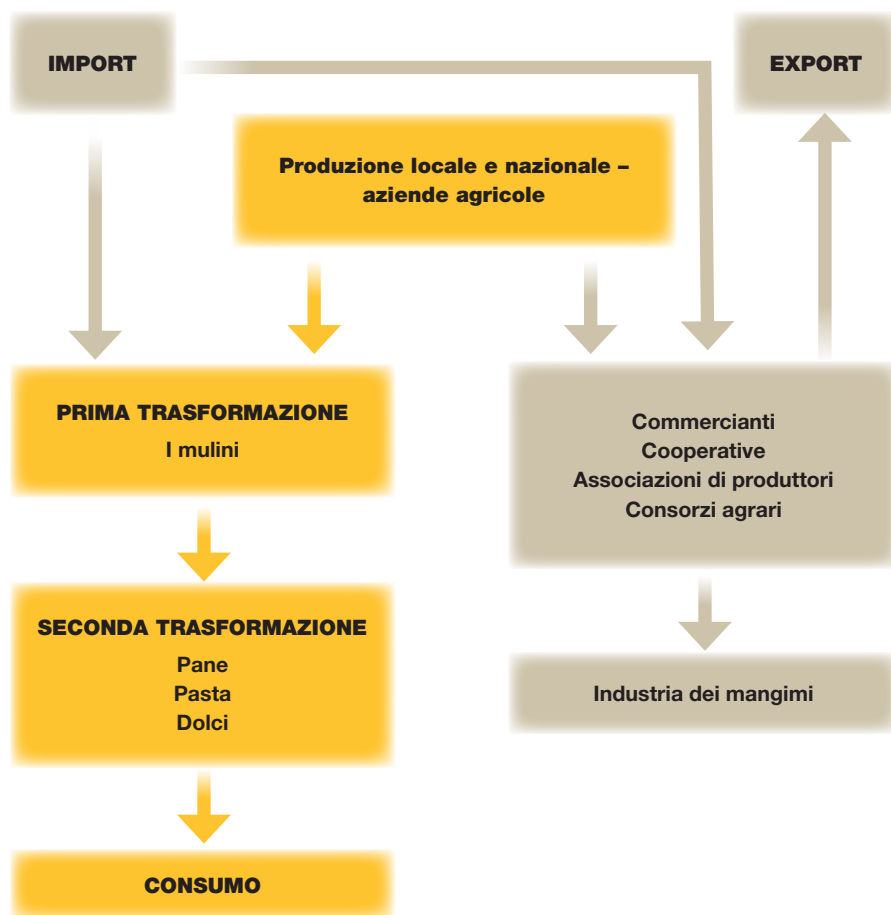 IMPORT
EXPORT
Produzione locale e nazionale –
aziende agricole
PRIMA TRASFORMAZIONE
I mulini
Commercianti
Cooperative
Associazioni di produttori
Consorzi agrari
SECONDA TRASFORMAZIONE
Pane
Pasta
Dolci
Industria dei mangimi
CONSUMO